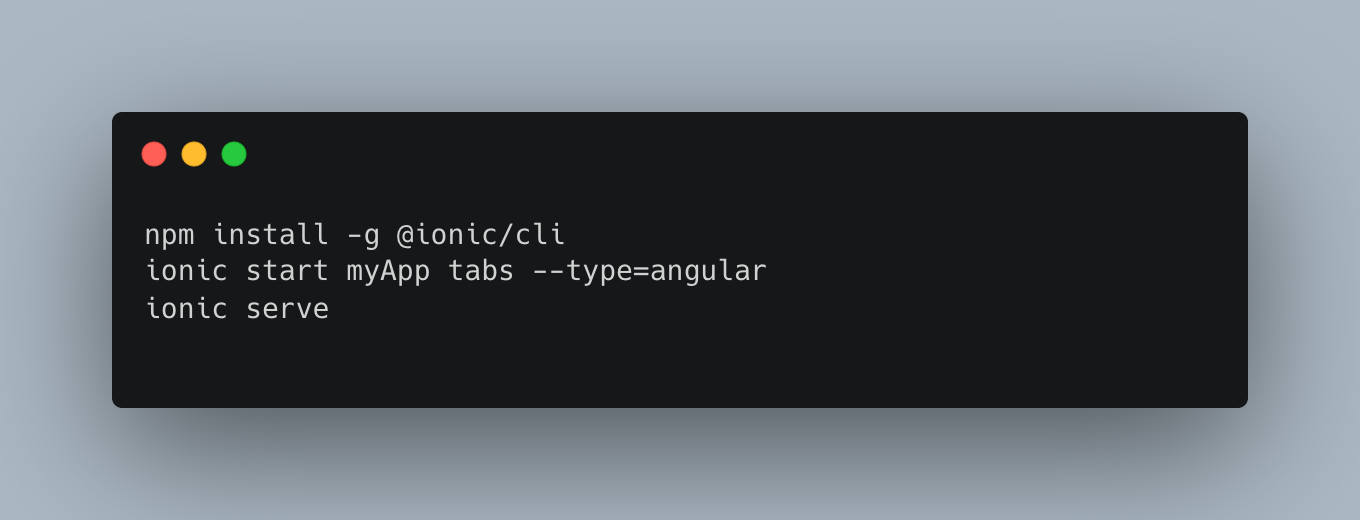 npm install -g @ionic/cli
ionic start myApp tabs --type=angular
ionic serve